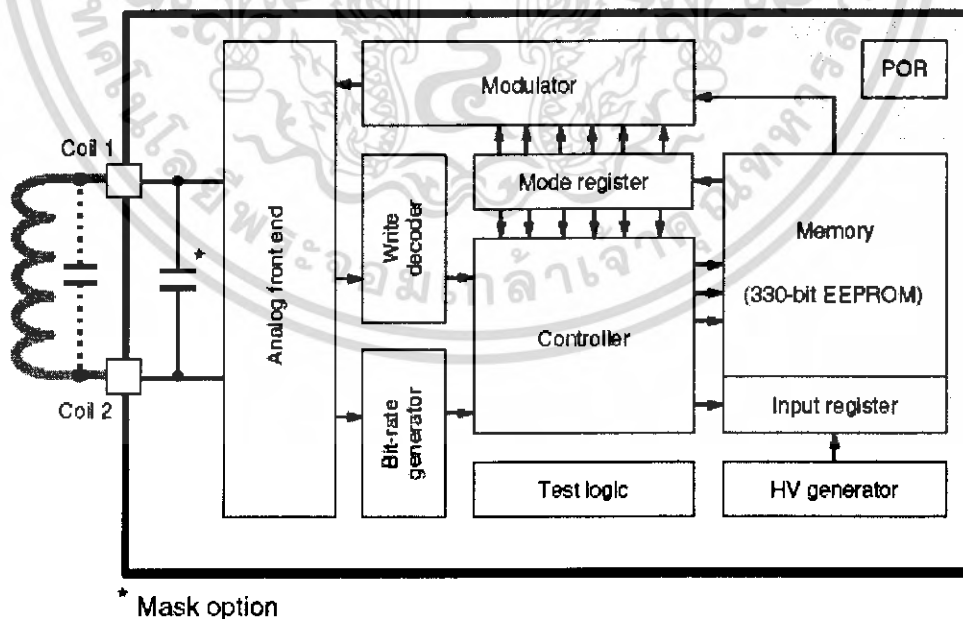 POR
Modulator
Coil 1
Mode register
Write
decoder
Memory
(330-bit EEPROM)
*
Analog front end
Controller
Coil 2
Bit-rate
generator
Input register
Test logic
HV generator
* Mask option